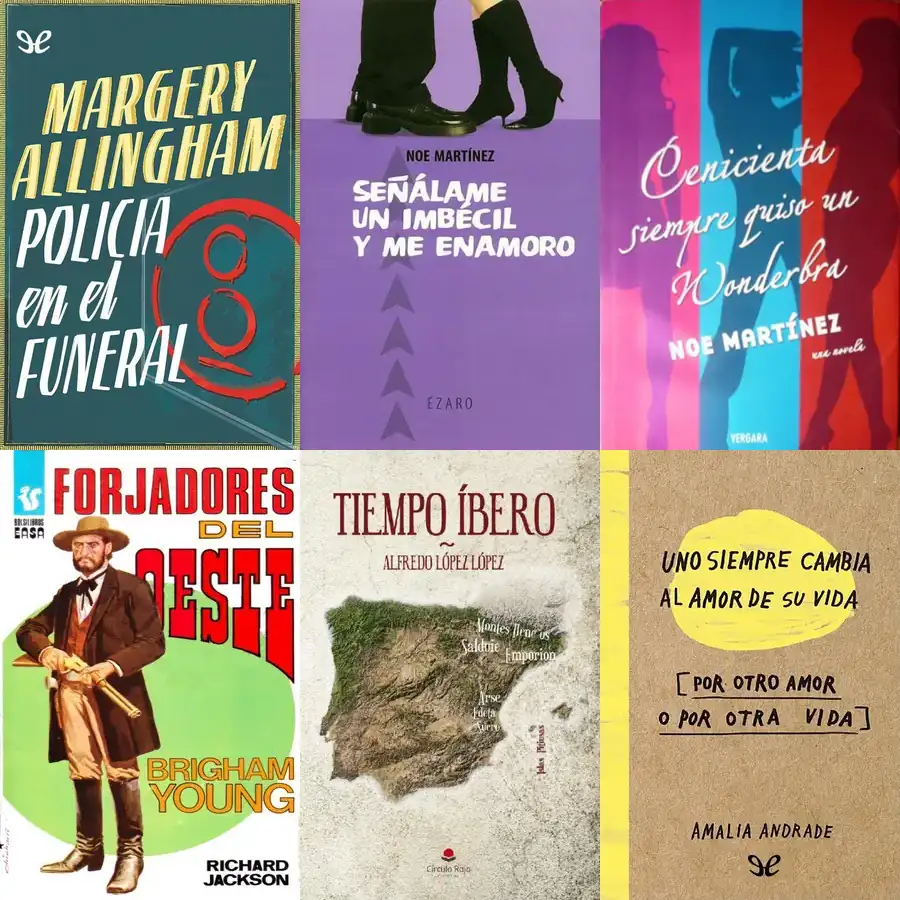 MARGERY
ALLINGHAM
POLICIA
en el
FUNERAL
NOE MARTÍNEZ
SEÑÁLAME
UN IMBÉCIL
Y ME ENAMORO
ÉZARO
Cenicienta
siempre quiso un
Wonderbra
NOE MARTÍNEZ
una novela
VERGARA
BOLSILIBROS
EASA
FORJADORES
DEL
OESTE
BRIGHAM
YOUNG
RICHARD
JACKSON
TIEMPO ÍBERO
ALFREDO LÓPEZ LÓPEZ
Salduie Emporion
Arse
Edeta
Círculo Rojo
UNO SIEMPRE CAMBIA
AL AMOR DE SU VIDA
[POR OTRO AMOR
O POR OTRA VIDA]
AMALIA ANDRADE